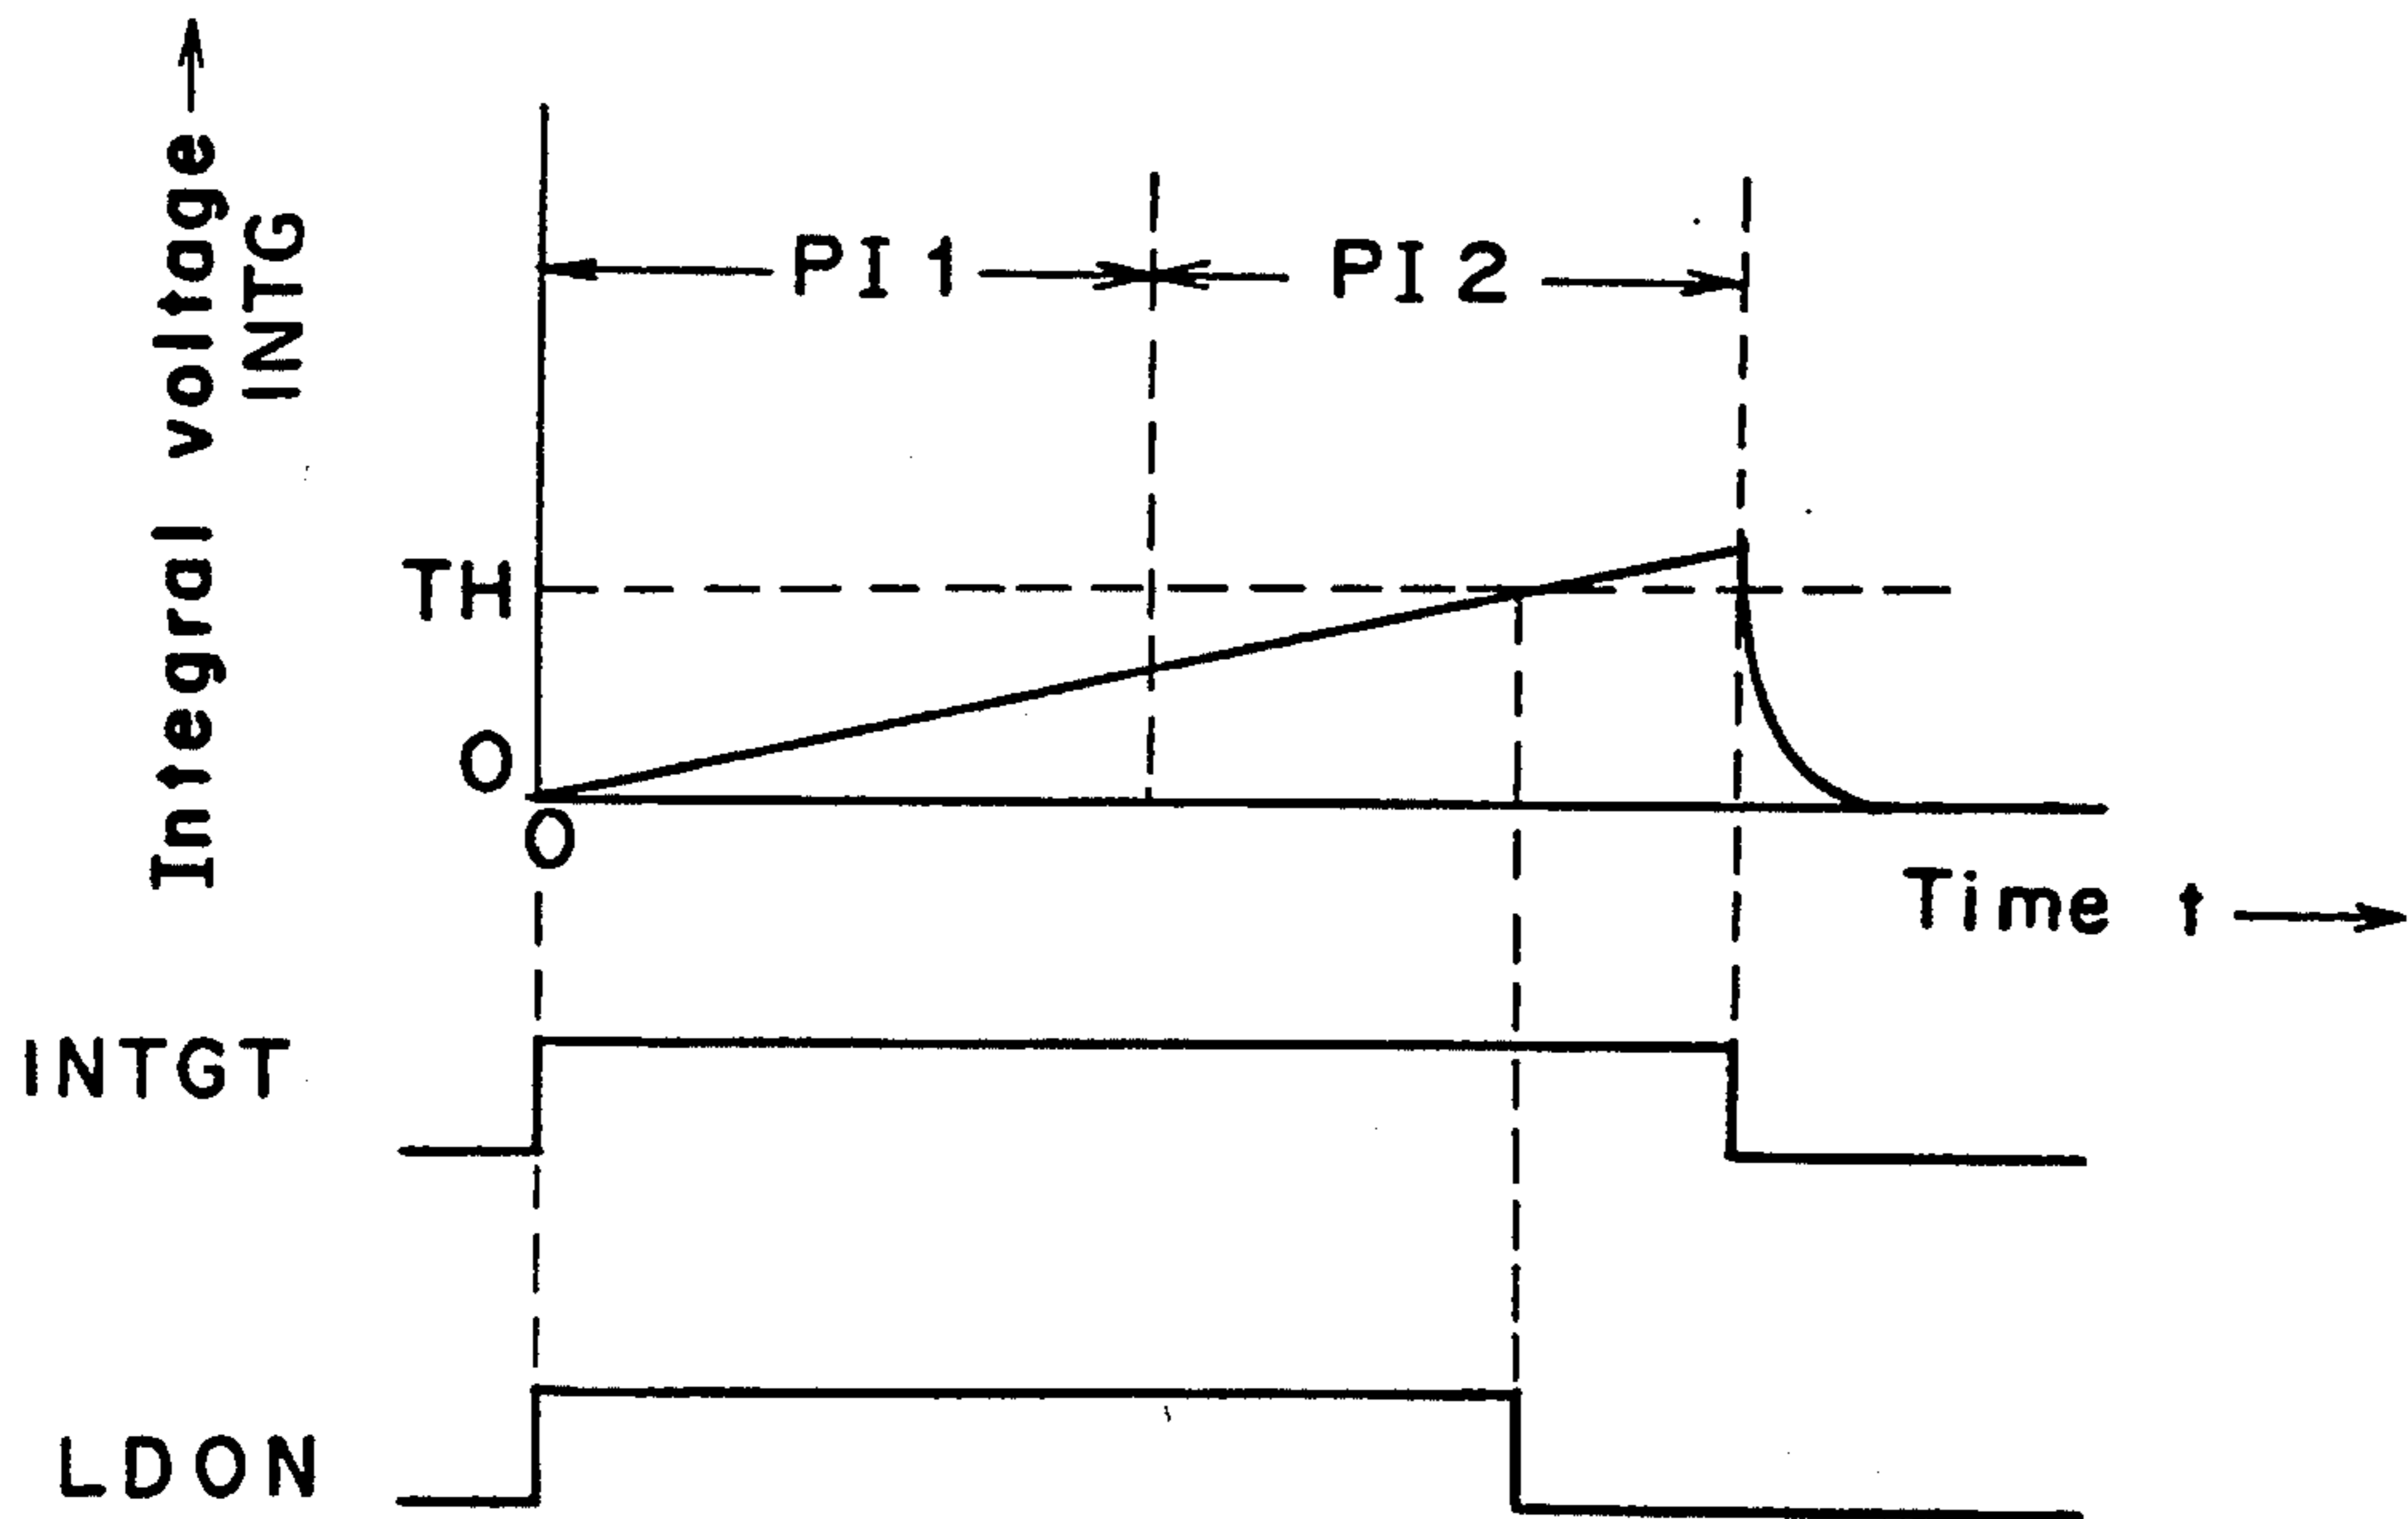 Integral voltage
INTG
PI1
PI2
TH
O
O
Time t
INTGT
LDON